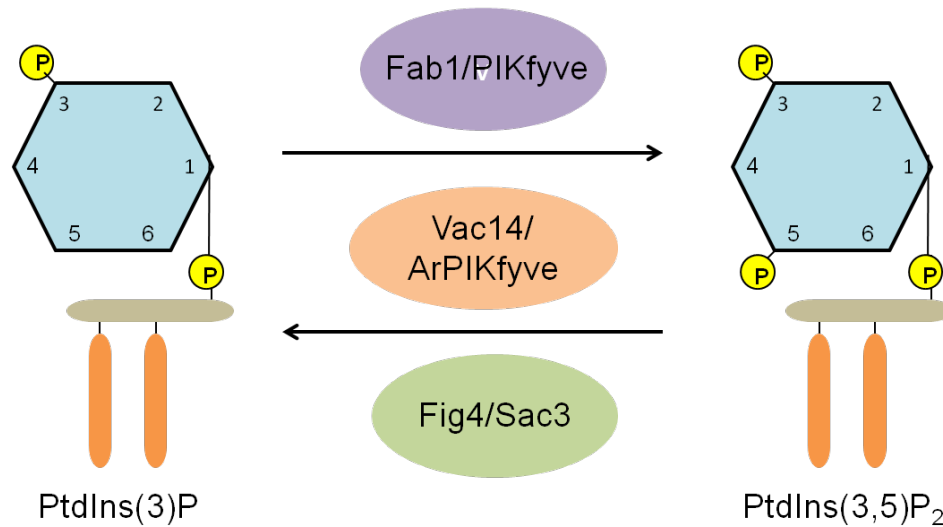 P
3
2
4
1
5
6
P
PtdIns(3)P
Fab1/PIKfyve
v
Vac14/
ArPIKfyve
Fig4/Sac3
P
3
2
4
1
5
6
P
P
PtdIns(3,5)P₂